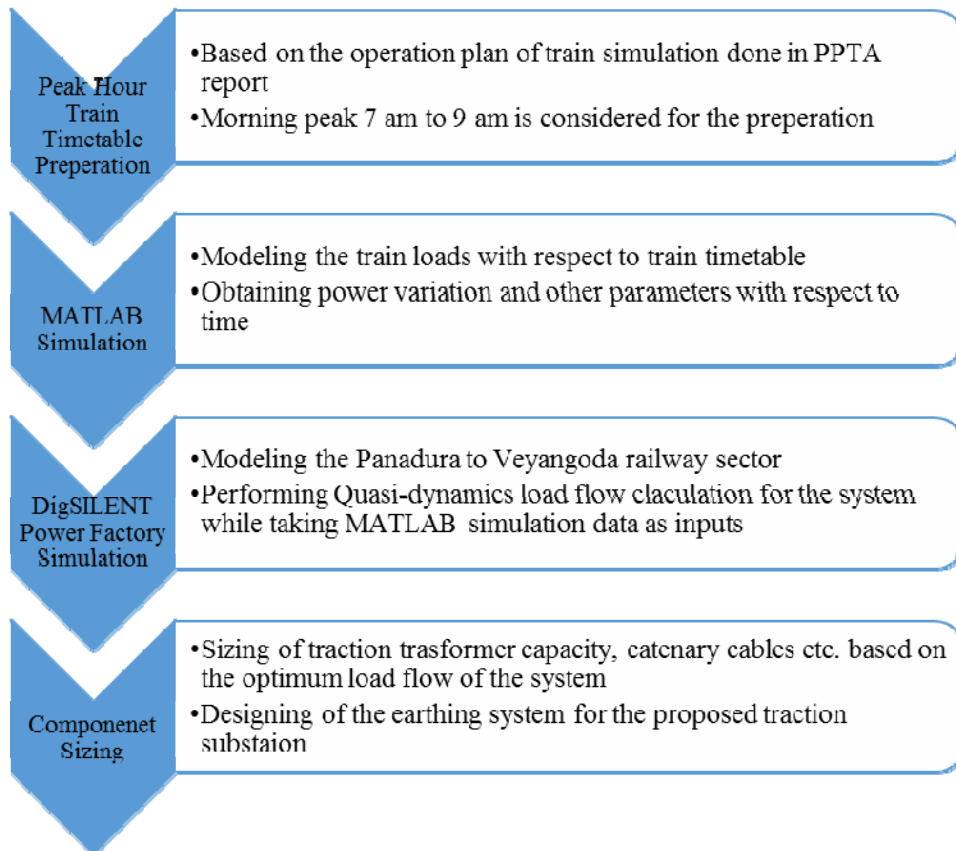 Peak Hour
Train
Timetable
Preperation
•Based on the operation plan of train simulation done in PPTA
report
•Morning peak 7 am to 9 am is considered for the preperation
MATLAB
Simulation
•Modeling the train loads with respect to train timetable
•Obtaining power variation and other parameters with respect to
time
DigSILENT
Power Factory
Simulation
•Modeling the Panadura to Veyangoda railway sector
•Performing Quasi-dynamics load flow claculation for the system
while taking MATLAB simulation data as inputs
Componenet
Sizing
•Sizing of traction trasformer capacity, catenary cables etc. based on
the optimum load flow of the system
•Designing of the earthing system for the proposed traction
substaion